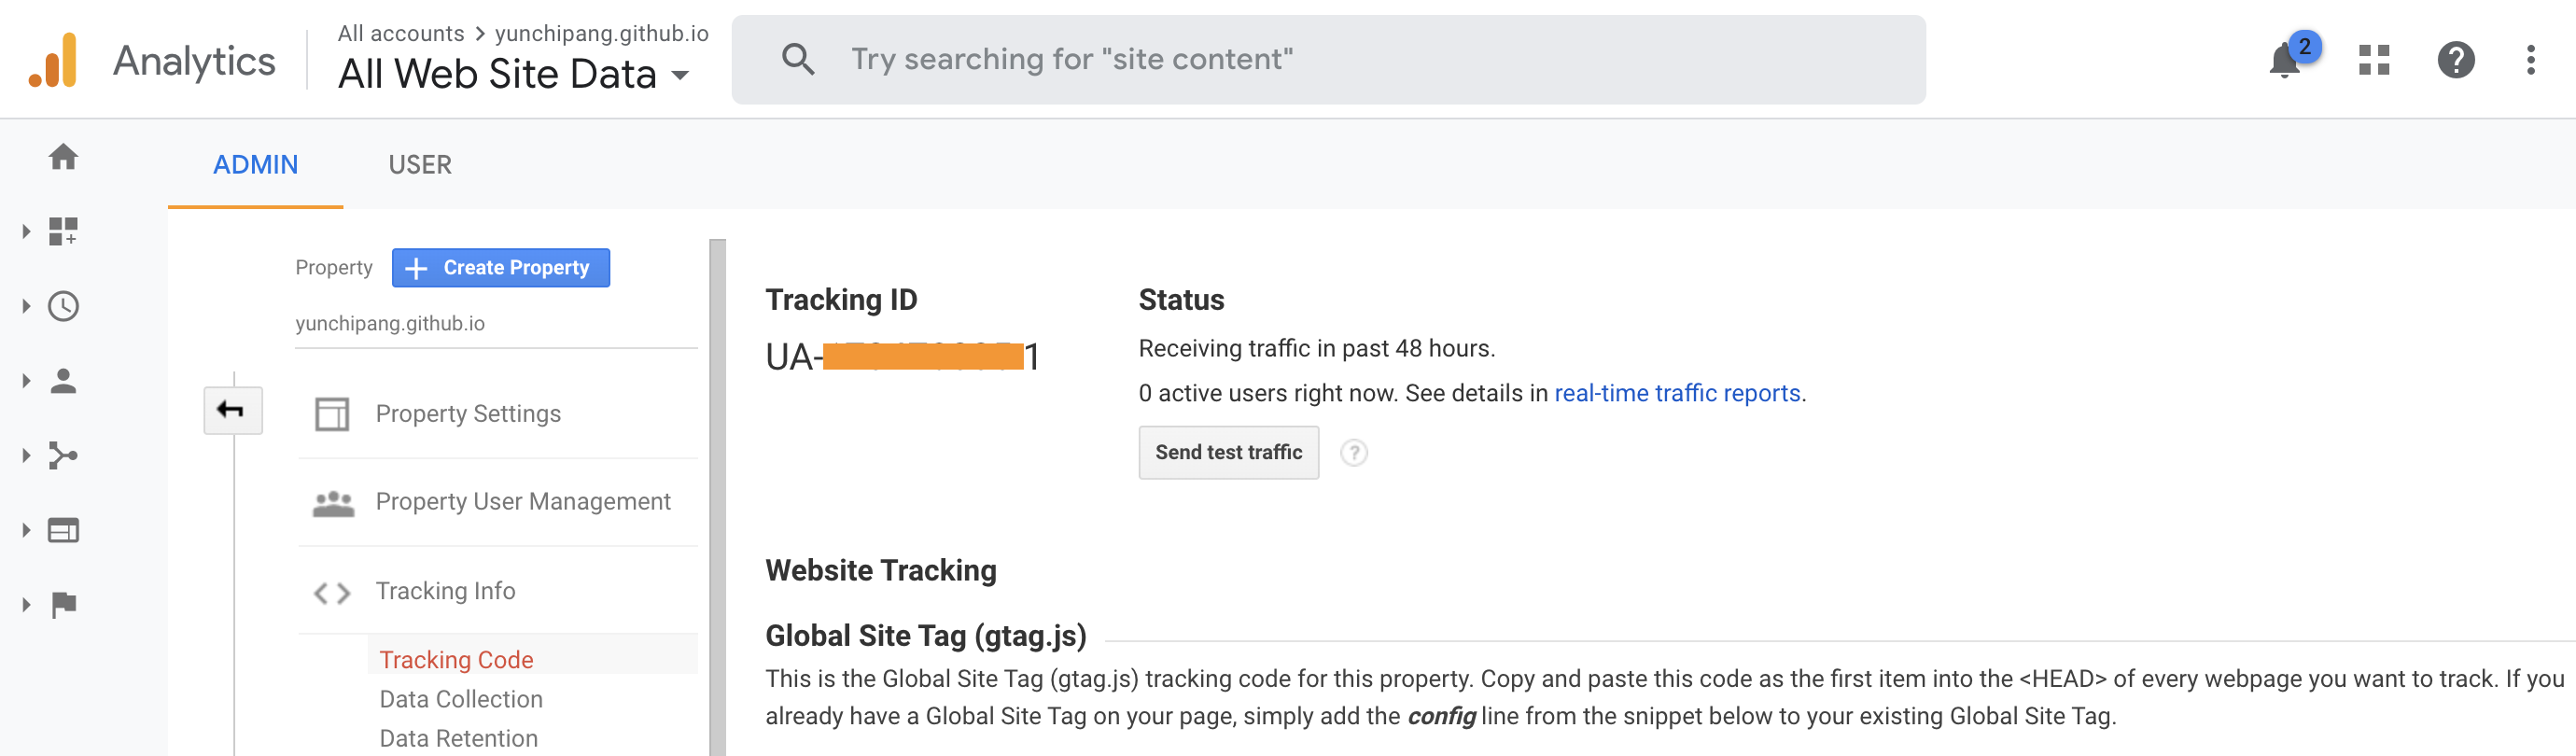 Analytics
All accounts > yunchipang.github.io
All Web Site Data
Try searching for "site content"
2
ADMIN
USER
Property
Create Property
yunchipang.github.io
Property Settings
Property User Management
Tracking Info
Tracking Code
Data Collection
Data Retention
Tracking ID
UA-
1
Status
Receiving traffic in past 48 hours.
0 active users right now. See details in real-time traffic reports.
Send test traffic
?
Website Tracking
Global Site Tag (gtag.js)
This is the Global Site Tag (gtag.js) tracking code for this property. Copy and paste this code as the first item into the <HEAD> of every webpage you want to track. If you
already have a Global Site Tag on your page, simply add the config line from the snippet below to your existing Global Site Tag.